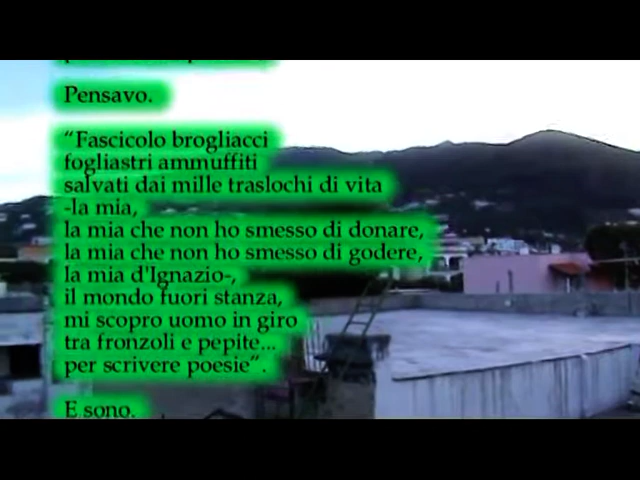 Pensavo.
“Fascicolo brogliacci
fogliastri ammuffiti
salvati dai mille traslochi di vita
-la mia,
la mia che non ho smesso di donare,
la mia che non ho smesso di godere,
la mia d'Ignazio-,
il mondo fuori stanza,
mi scopro uomo in giro
tra fronzoli e pepite...
per scrivere poesie”.
E sono.